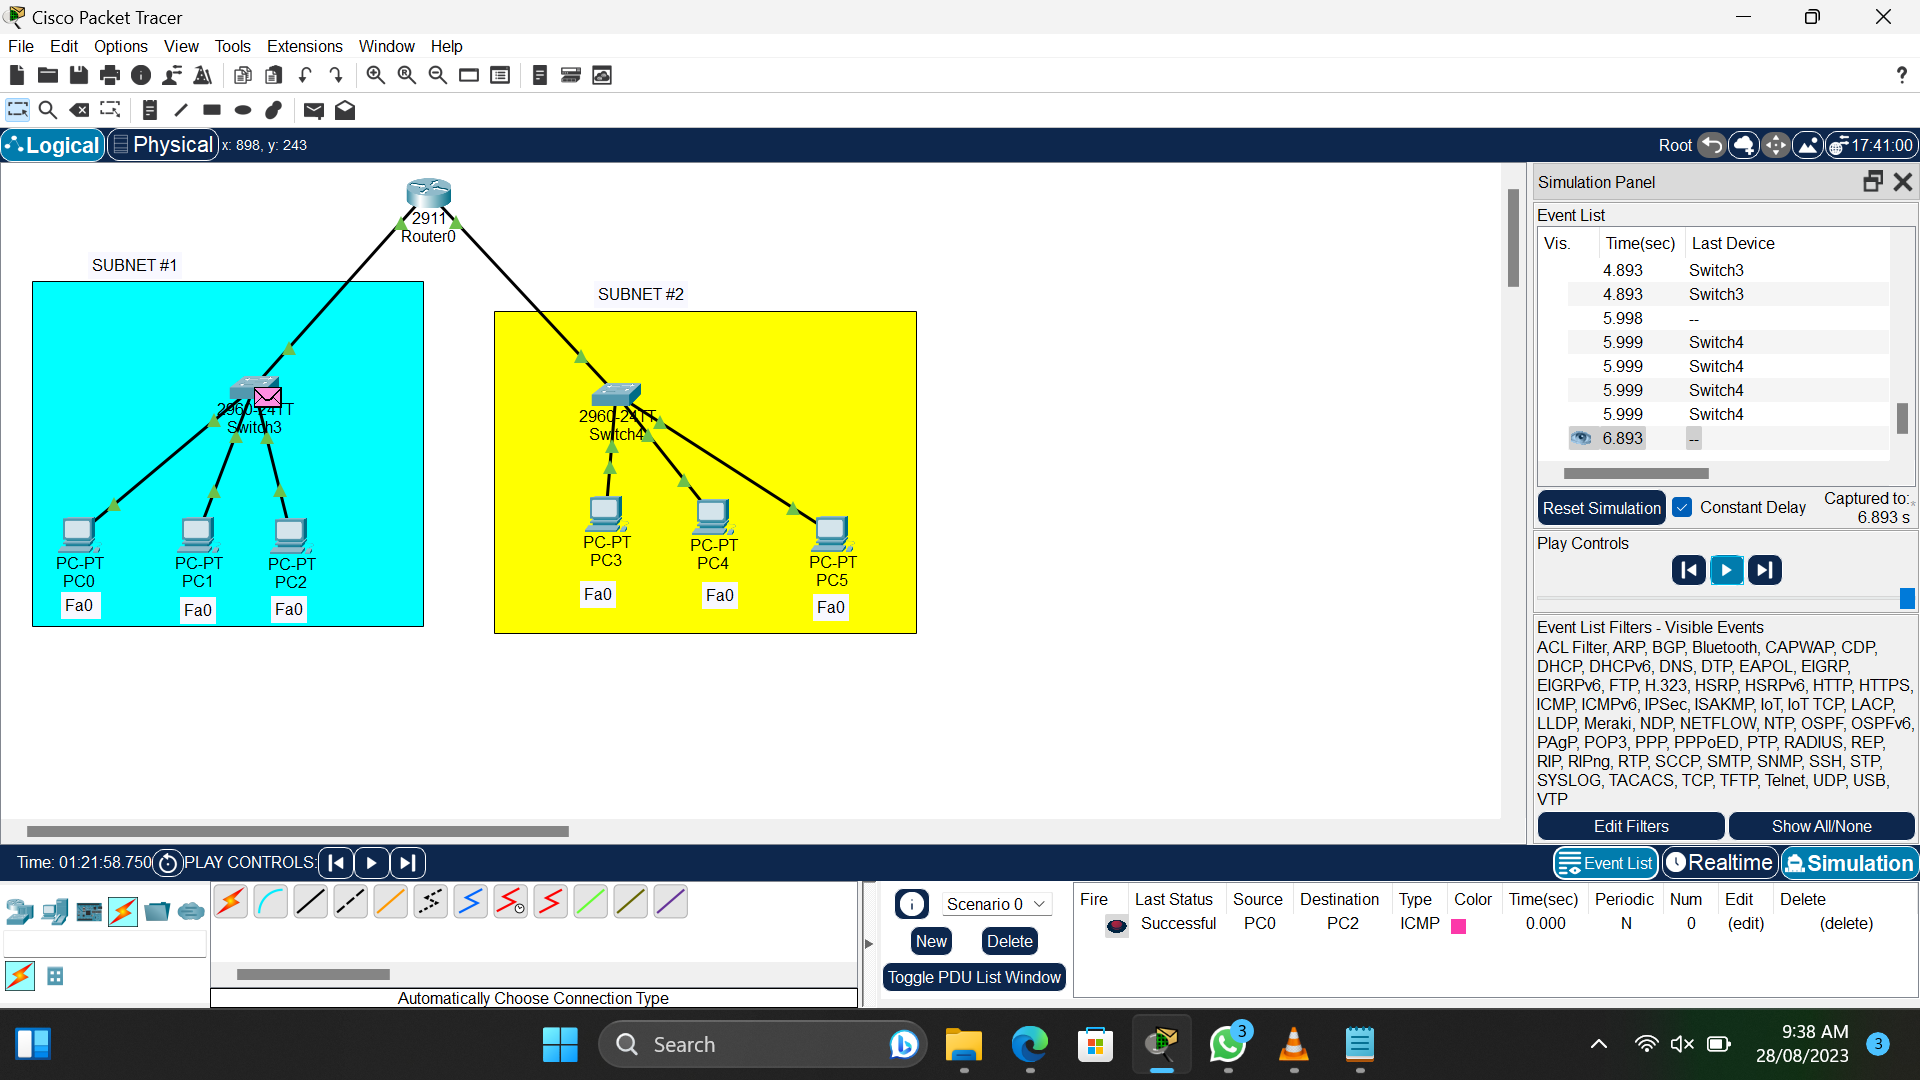 Cisco Packet Tracer
File Edit Options View Tools Extensions Window Help
?
Logical Physical x: 898, y: 243 Root 17:41:00
2911
Router0
SUBNET #1
SUBNET #2
2960-24TT
Switch3
2960-24TT
Switch4
PC-PT
PC0
Fa0
PC-PT
PC1
Fa0
PC-PT
PC2
Fa0
PC-PT
PC3
Fa0
PC-PT
PC4
Fa0
PC-PT
PC5
Fa0
Simulation Panel
Event List
Vis. Time(sec) Last Device
4.893 Switch3
4.893 Switch3
5.998 --
5.999 Switch4
5.999 Switch4
5.999 Switch4
5.999 Switch4
6.893 --
Reset Simulation Constant Delay Captured to:*
6.893 s
Play Controls
Event List Filters - Visible Events
ACL Filter, ARP, BGP, Bluetooth, CAPWAP, CDP,
DHCP, DHCPv6, DNS, DTP, EAPOL, EIGRP,
EIGRPv6, FTP, H.323, HSRP, HSRPv6, HTTP, HTTPS,
ICMP, ICMPv6, IPSec, ISAKMP, IoT, IoT TCP, LACP,
LLDP, Meraki, NDP, NETFLOW, NTP, OSPF, OSPFv6,
PAgP, POP3, PPP, PPPoED, PTP, RADIUS, REP,
RIP, RIPng, RTP, SCCP, SMTP, SNMP, SSH, STP,
SYSLOG, TACACS, TCP, TFTP, Telnet, UDP, USB,
VTP
Edit Filters Show All/None
Time: 01:21:58.750 PLAY CONTROLS: Event List Realtime Simulation
Automatically Choose Connection Type
Scenario 0
New Delete
Toggle PDU List Window
Fire Last Status Source Destination Type Color Time(sec) Periodic Num Edit Delete
Successful PC0 PC2 ICMP 0.000 N 0 (edit) (delete)
Search
3
9:38 AM
28/08/2023
3